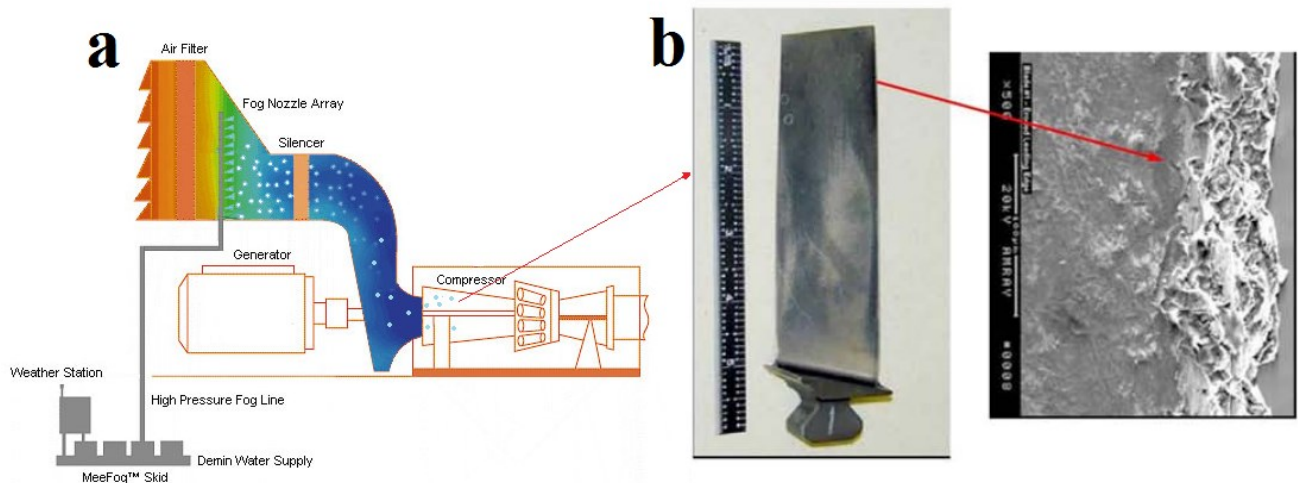 a
Air Filter
Fog Nozzle Array
Silencer
Generator
Compressor
Weather Station
High Pressure Fog Line
Demin Water Supply
MeeFog™ Skid
b
20KV AMRAY